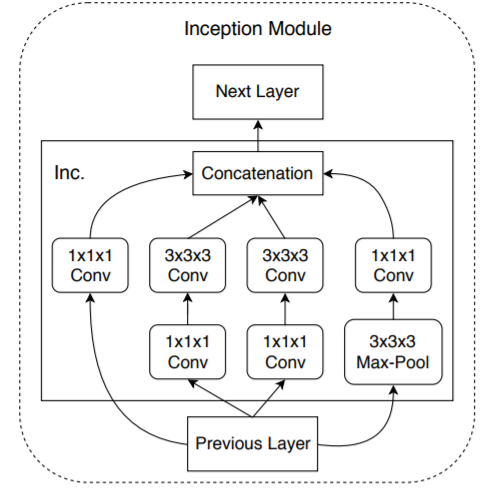 Inception Module
Next Layer
Inc.
Concatenation
1x1x1
Conv
3x3x3
Conv
3x3x3
Conv
1x1x1
Conv
1x1x1
Conv
1x1x1
Conv
3x3x3
Max-Pool
Previous Layer